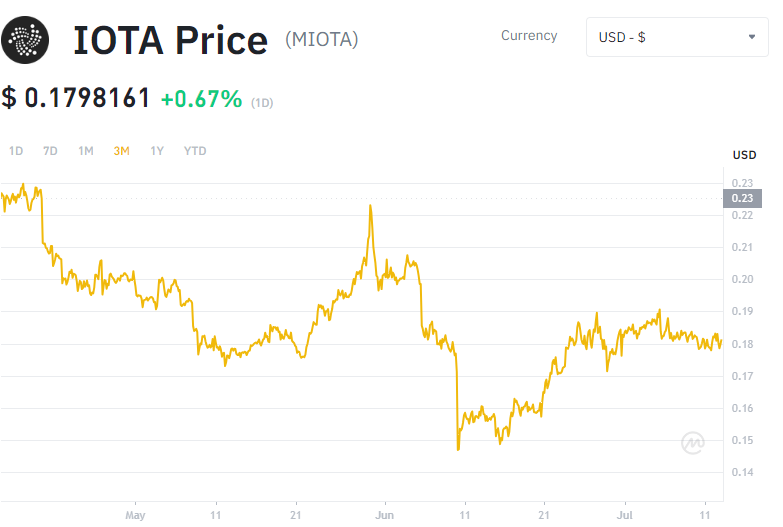 IOTA Price (MIOTA)
Currency
USD - $
$ 0.1798161 +0.67% (1D)
1D 7D 1M 3M 1Y YTD
USD
0.23
0.23
0.22
0.21
0.20
0.19
0.18
0.17
0.16
0.15
0.14
May 11 21 Jun 11 21 Jul 11